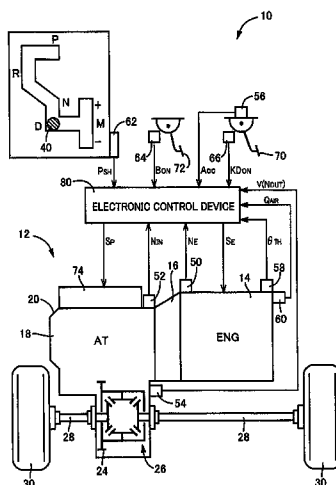 10
P
R
N
+
M
D
-
40
62
64
72
56
66
70
PSH
BON
ACC
KDON
80
ELECTRONIC CONTROL DEVICE
V(NOUT)
QAIR
12
SP
NIN
NE
SE
θTH
74
52
16
50
14
58
60
20
18
AT
ENG
54
28
28
30
24
26
30